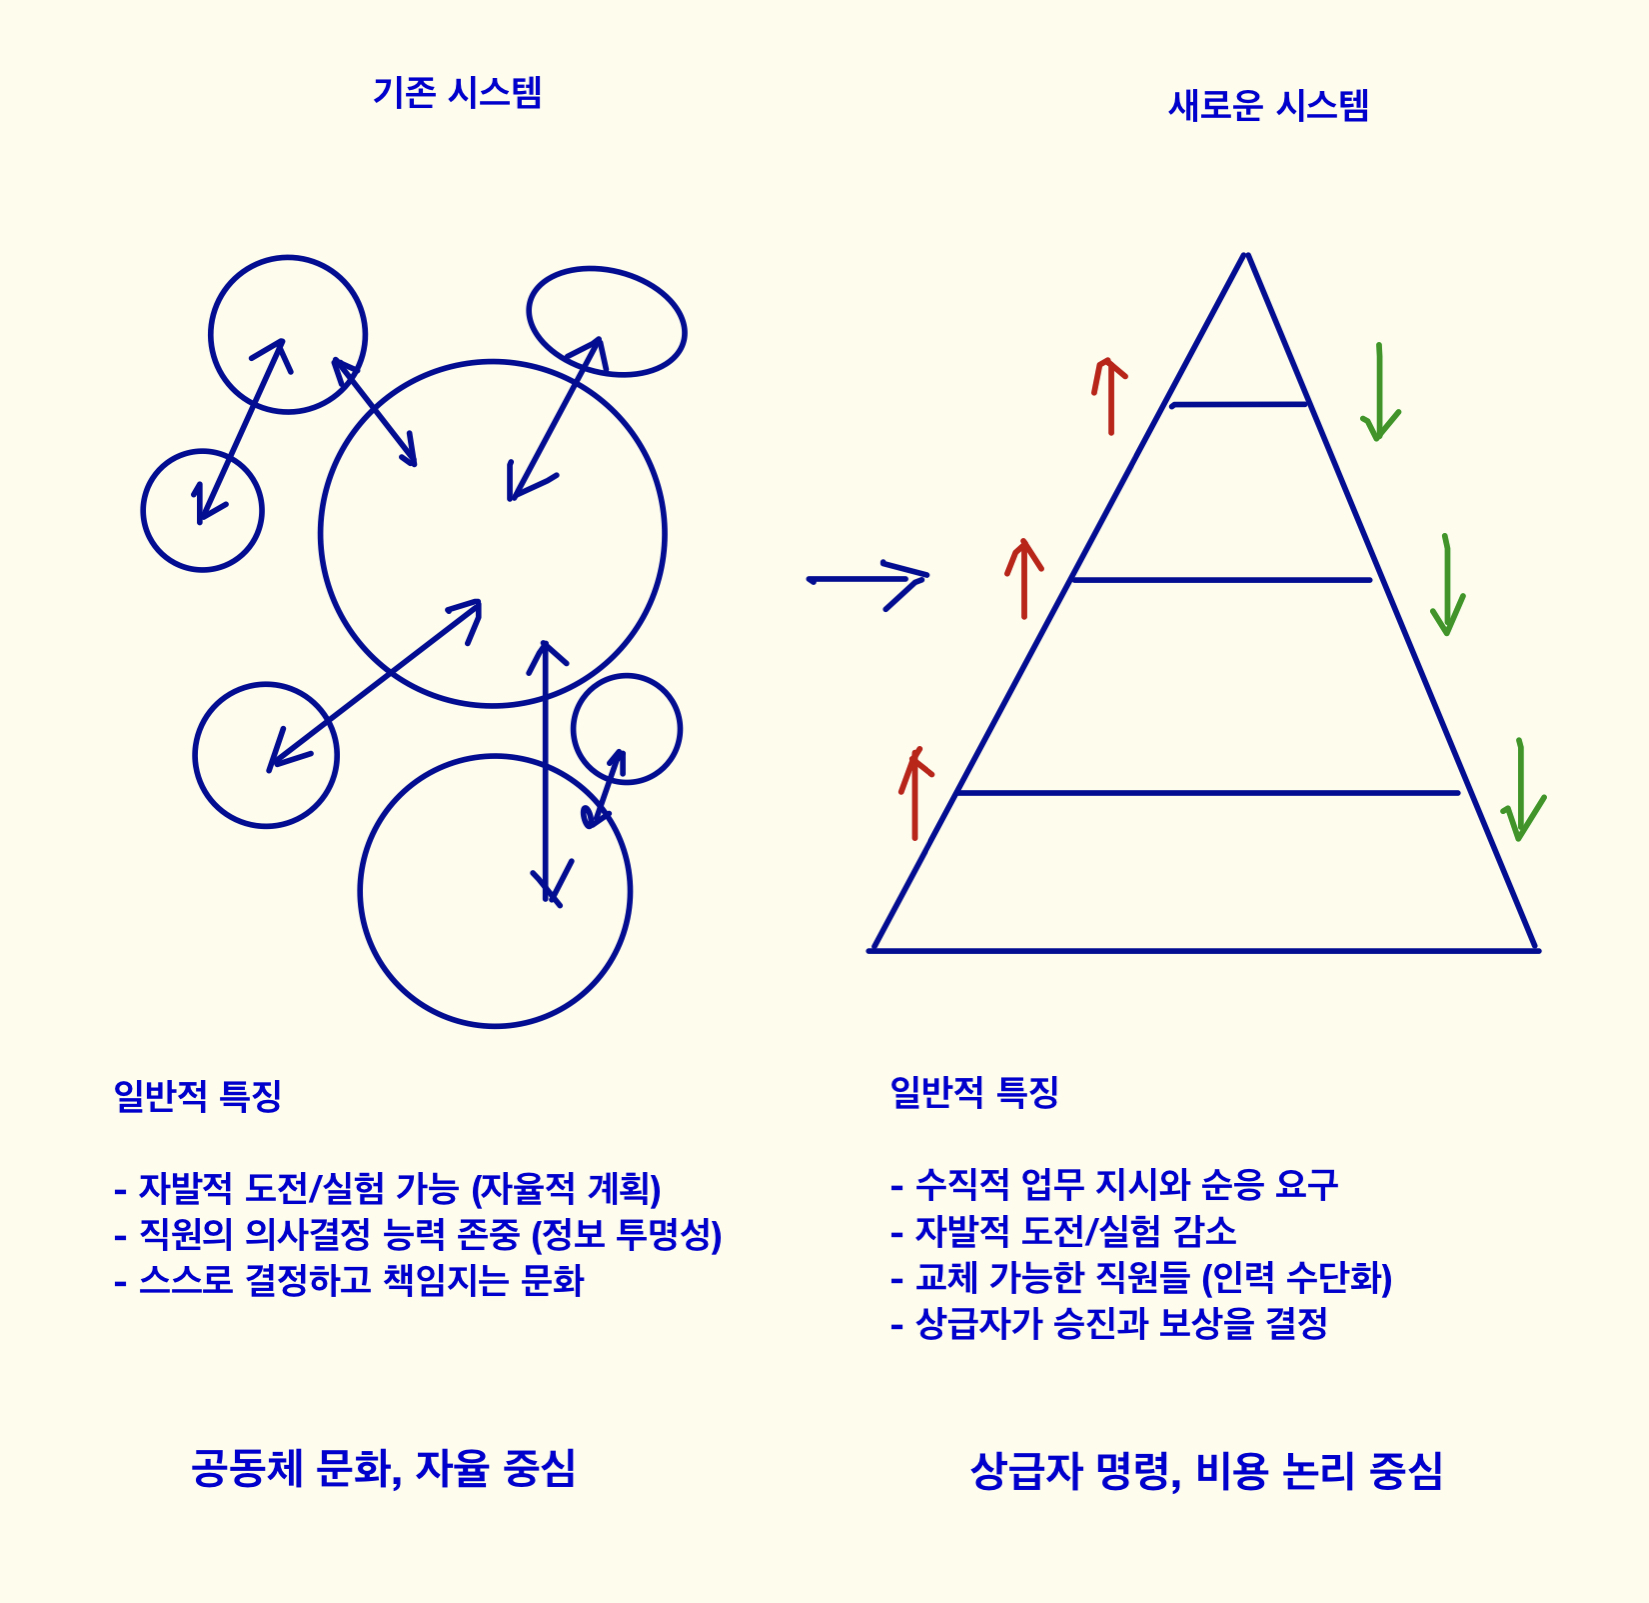 기존 시스템
새로운 시스템
일반적 특징
- 자발적 도전/실험 가능 (자율적 계획)
- 직원의 의사결정 능력 존중 (정보 투명성)
- 스스로 결정하고 책임지는 문화
공동체 문화, 자율 중심
일반적 특징
- 수직적 업무 지시와 순응 요구
- 자발적 도전/실험 감소
- 교체 가능한 직원들 (인력 수단화)
- 상급자가 승진과 보상을 결정
상급자 명령, 비용 논리 중심